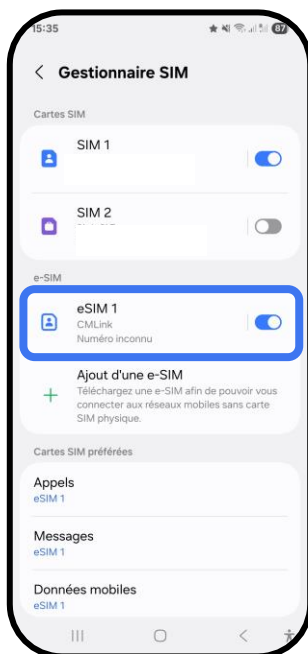 15:35
87
Gestionnaire SIM
Cartes SIM
SIM 1
SIM 2
e-SIM
eSIM 1
CMLink
Numéro inconnu
Ajout d'une e-SIM
Téléchargez une e-SIM afin de pouvoir vous
connecter aux réseaux mobiles sans carte
SIM physique.
Cartes SIM préférées
Appels
eSIM 1
Messages
eSIM 1
Données mobiles
eSIM 1